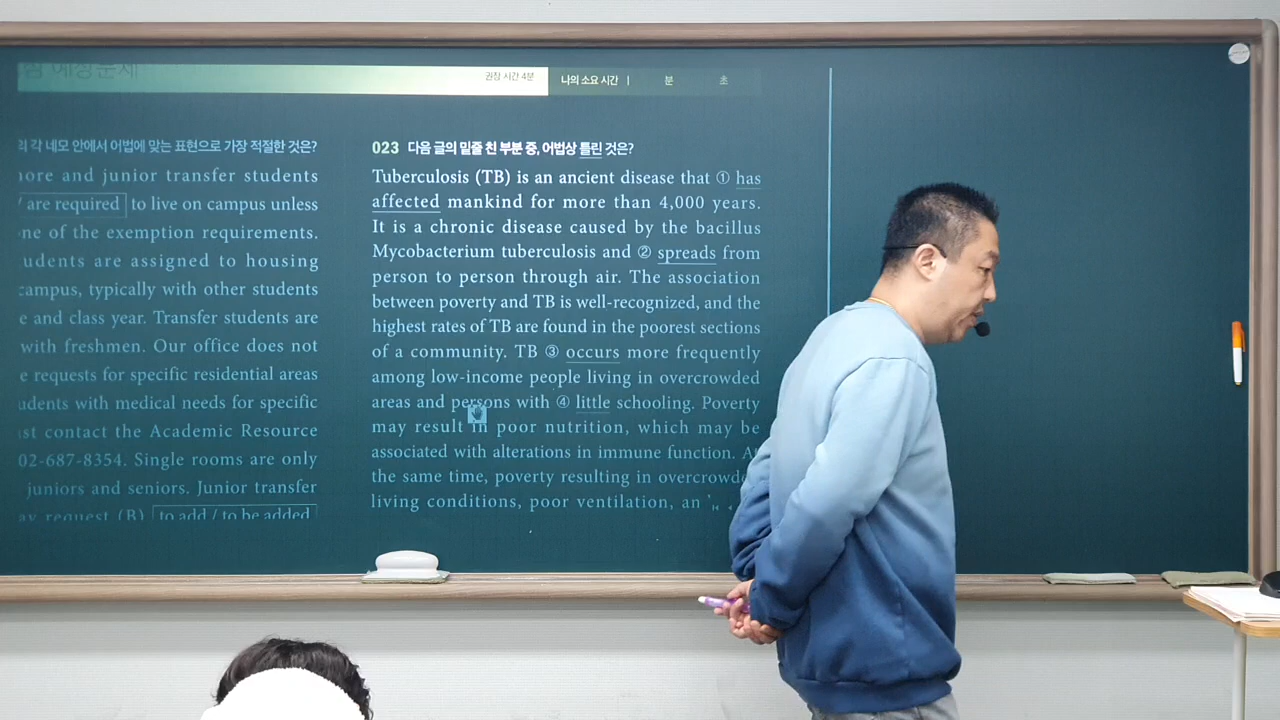 심 예상문제
권장 시간 4분
나의 소요 시간 | 분 초
각 네모 안에서 어법에 맞는 표현으로 가장 적절한 것은?
and junior transfer students
/ are required to live on campus unless
of the exemption requirements.
are assigned to housing
campus, typically with other students
and class year. Transfer students are
with freshmen. Our office does not
requests for specific residential areas
with medical needs for specific
contact the Academic Resource
02-687-8354. Single rooms are only
juniors and seniors. Junior transfer
request (B) to add / to be added
023 다음 글의 밑줄 친 부분 중, 어법상 틀린 것은?
Tuberculosis (TB) is an ancient disease that ① has
affected mankind for more than 4,000 years.
It is a chronic disease caused by the bacillus
Mycobacterium tuberculosis and ② spreads from
person to person through air. The association
between poverty and TB is well-recognized, and the
highest rates of TB are found in the poorest sections
of a community. TB ③ occurs more frequently
among low-income people living in overcrowded
areas and persons with ④ little schooling. Poverty
may result in poor nutrition, which may be
associated with alterations in immune function.
the same time, poverty resulting in
living conditions, poor ventilation,